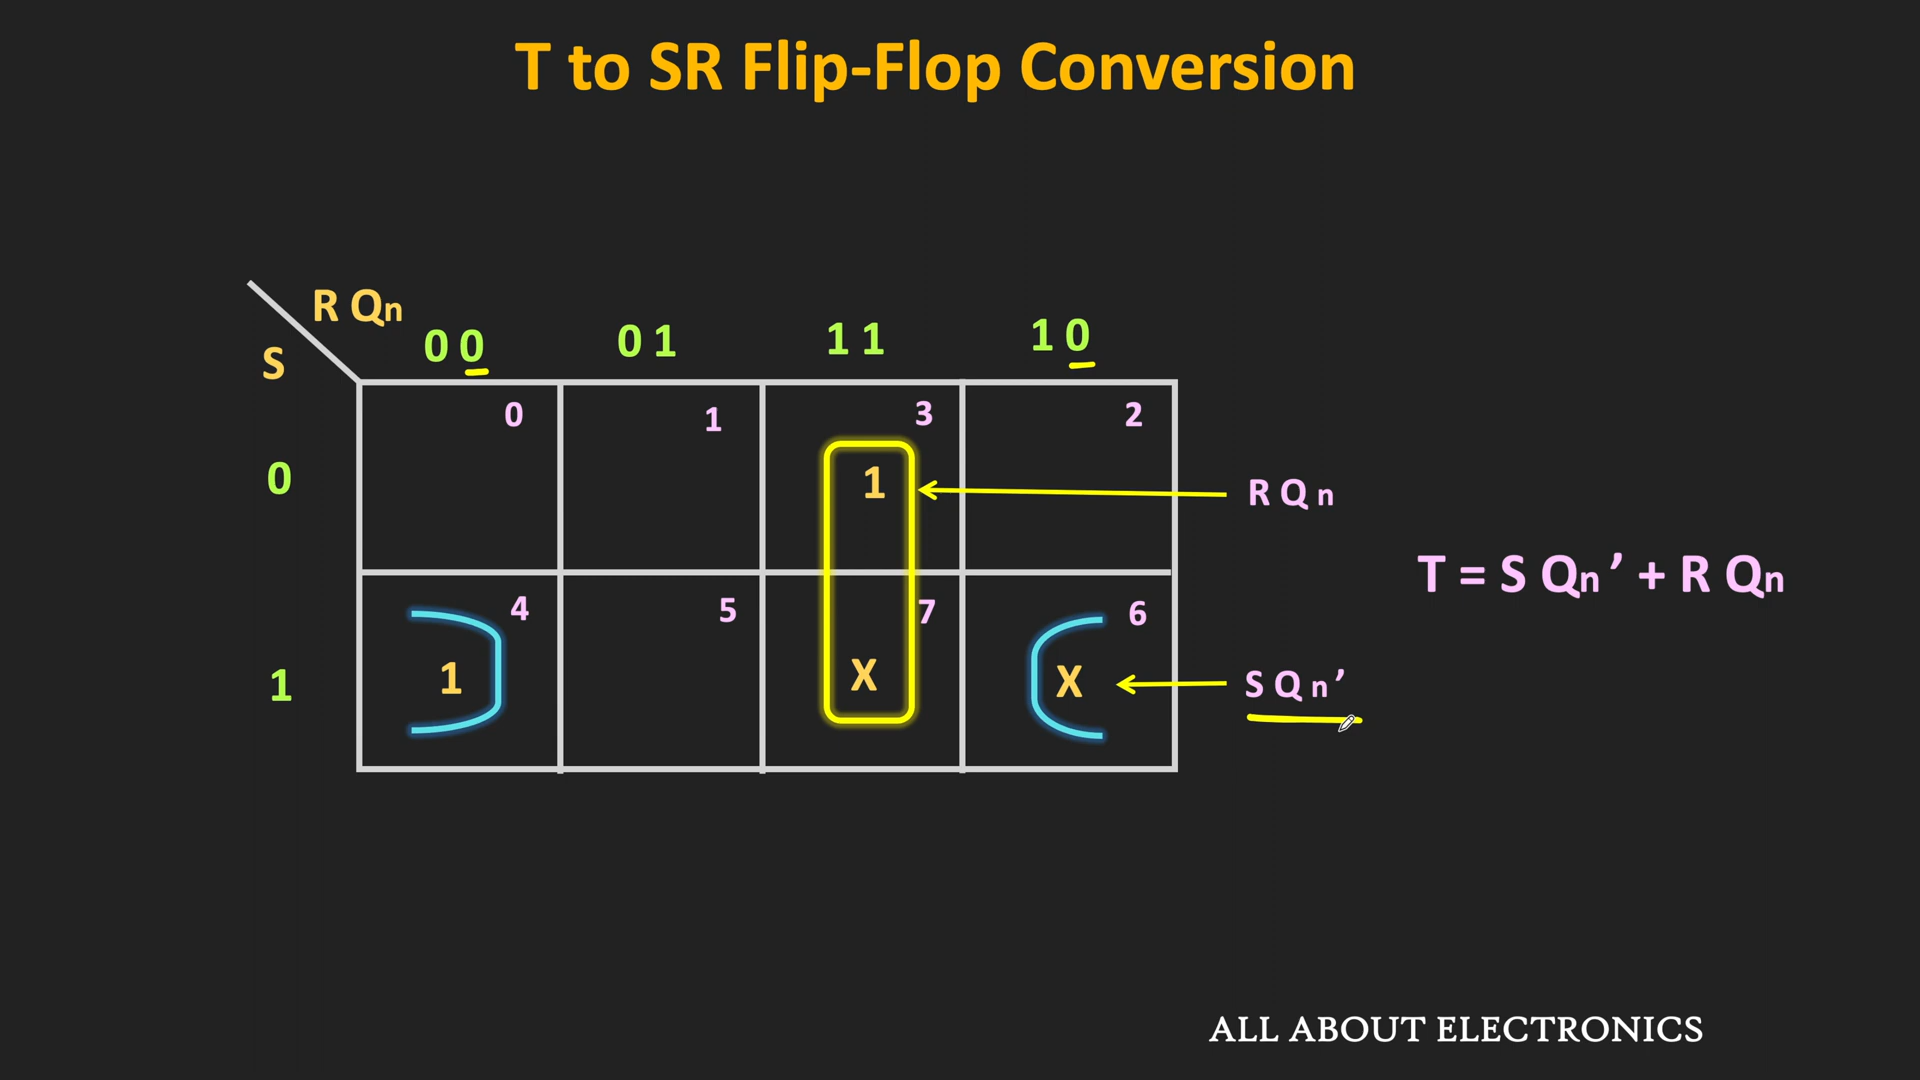 T to SR Flip-Flop Conversion
R Qn
S
0 0
0 1
1 1
1 0
0
1
3
2
0
1
R Q n
T = S Qn’ + R Qn
4
5
7
6
1
1
X
X
S Q n’
ALL ABOUT ELECTRONICS